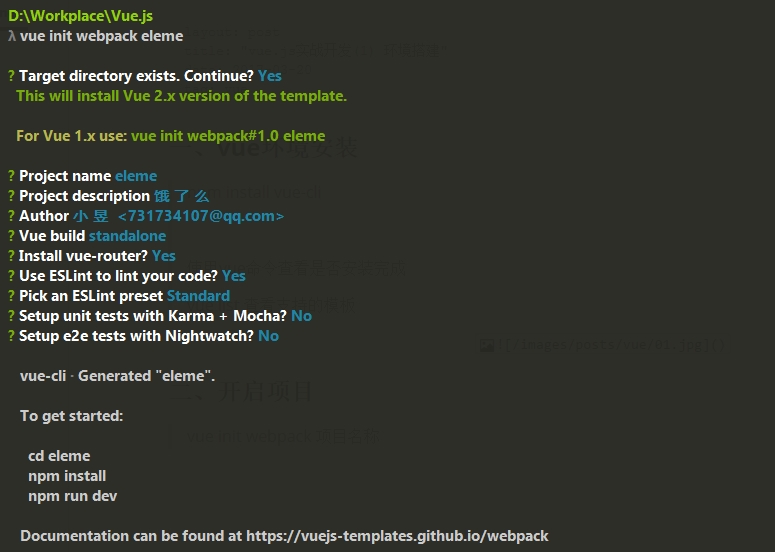 D:\Workplace\Vue.js
λ vue init webpack eleme
? Target directory exists. Continue? Yes
This will install Vue 2.x version of the template.
For Vue 1.x use: vue init webpack#1.0 eleme
? Project name eleme
? Project description 饿 了 么
? Author 小 昱 <731734107@qq.com>
? Vue build standalone
? Install vue-router? Yes
? Use ESLint to lint your code? Yes
? Pick an ESLint preset Standard
? Setup unit tests with Karma + Mocha? No
? Setup e2e tests with Nightwatch? No
vue-cli · Generated "eleme".
二、开启项目
To get started:
cd eleme
npm install
npm run dev
Documentation can be found at https://vuejs-templates.github.io/webpack